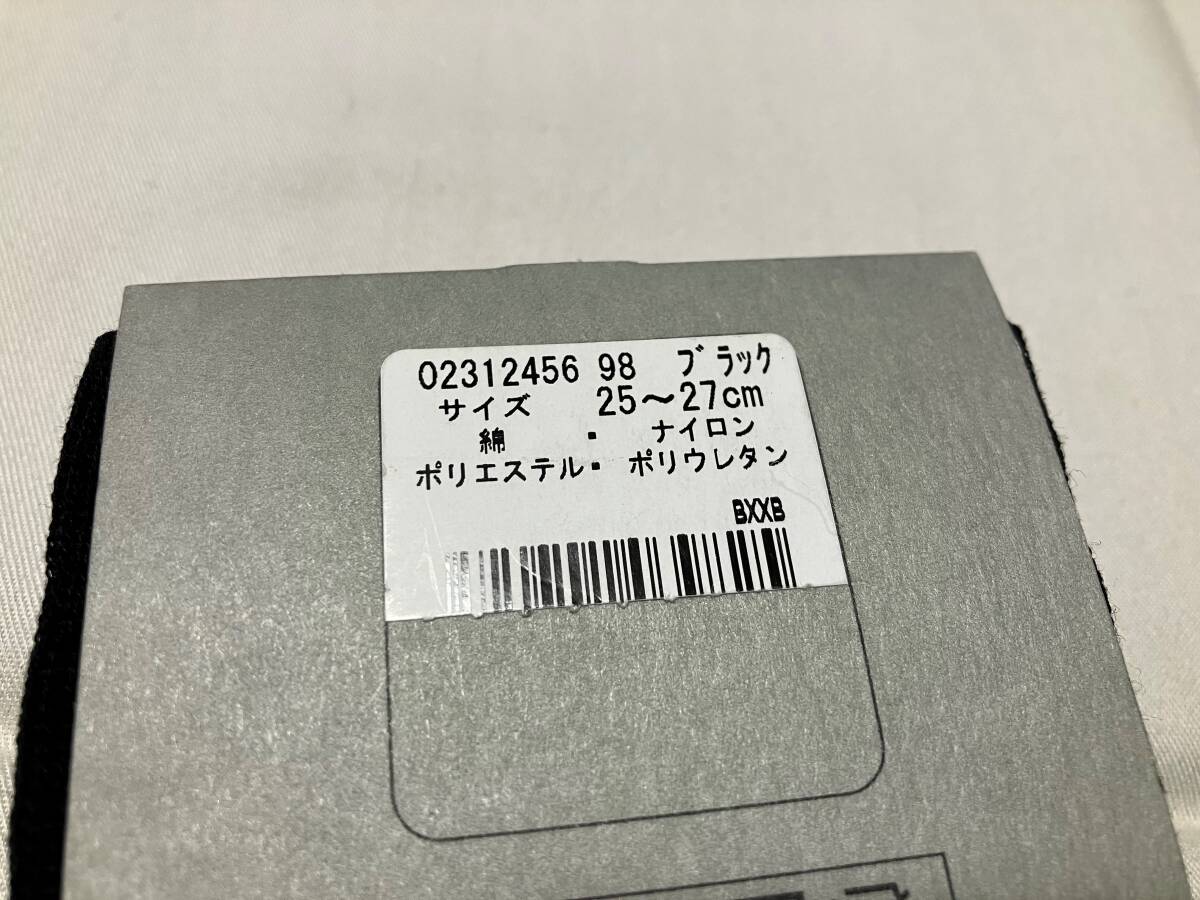 02312456 98 ブラック
サイズ 25～27cm
綿 ・ ナイロン
ポリエステル・ ポリウレタン
BXXB